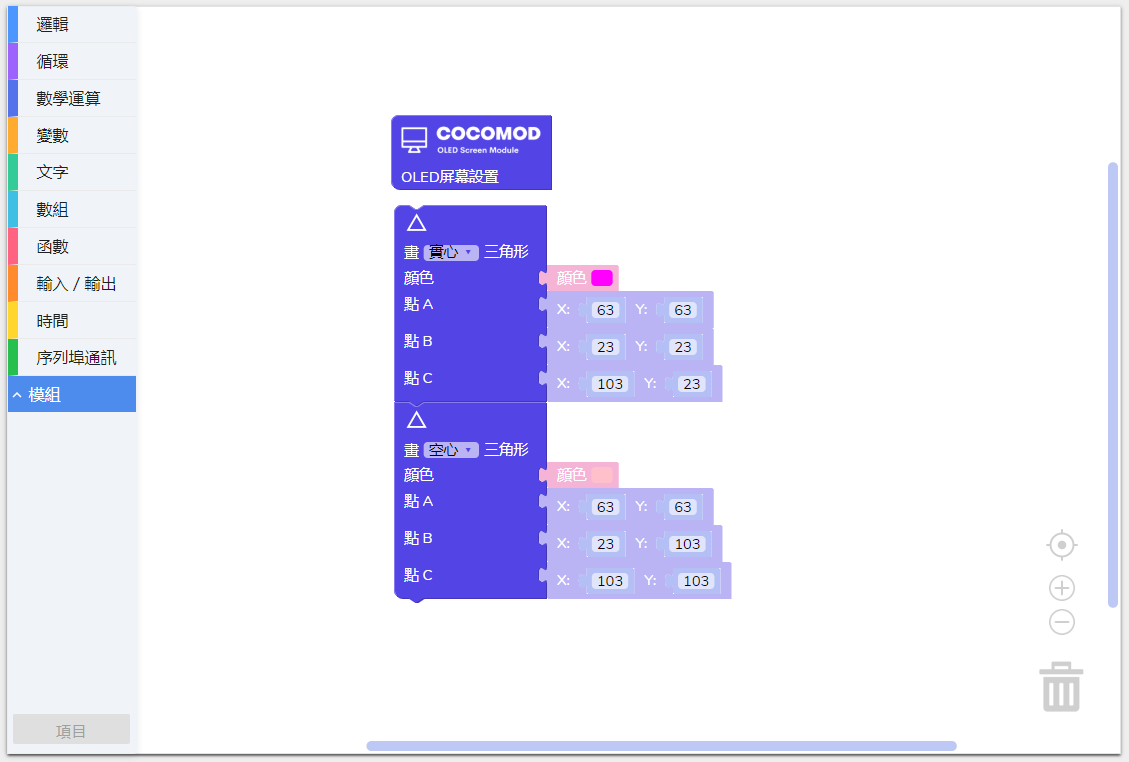 邏輯
循環
數學運算
變數
文字
數組
函數
輸入 / 輸出
時間
序列埠通訊
模組
項目
COCOMOD
OLED Screen Module
OLED屏幕設置
畫 實心 三角形
顏色 顏色
點 A X: 63 Y: 63
點 B X: 23 Y: 23
點 C X: 103 Y: 23
畫 空心 三角形
顏色 顏色
點 A X: 63 Y: 63
點 B X: 23 Y: 103
點 C X: 103 Y: 103